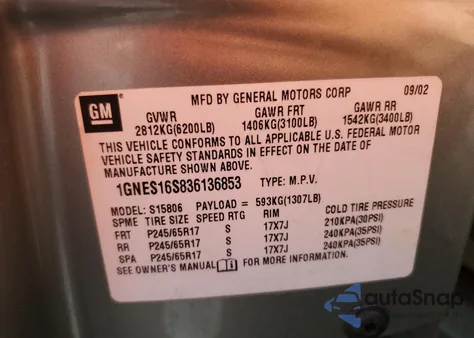 MFD BY GENERAL MOTORS CORP 09/02
GM
GVWR GAWR FRT GAWR RR
2812KG(6200LB) 1406KG(3100LB) 1542KG(3400LB)
THIS VEHICLE CONFORMS TO ALL APPLICABLE U.S. FEDERAL MOTOR
VEHICLE SAFETY STANDARDS IN EFFECT ON THE DATE OF
MANUFACTURE SHOWN ABOVE.
1GNES16S836136853 TYPE: M.P.V.
MODEL: S15806 PAYLOAD = 593KG(1307LB)
SPME TIRE SIZE SPEED RTG RIM COLD TIRE PRESSURE
FRT P245/65R17 S 17X7J 210KPA(30PSI)
RR P245/65R17 S 17X7J 240KPA(35PSI)
SPA P245/65R17 S 17X7J 240KPA(35PSI)
SEE OWNER'S MANUAL FOR MORE INFORMATION.
autoSnap